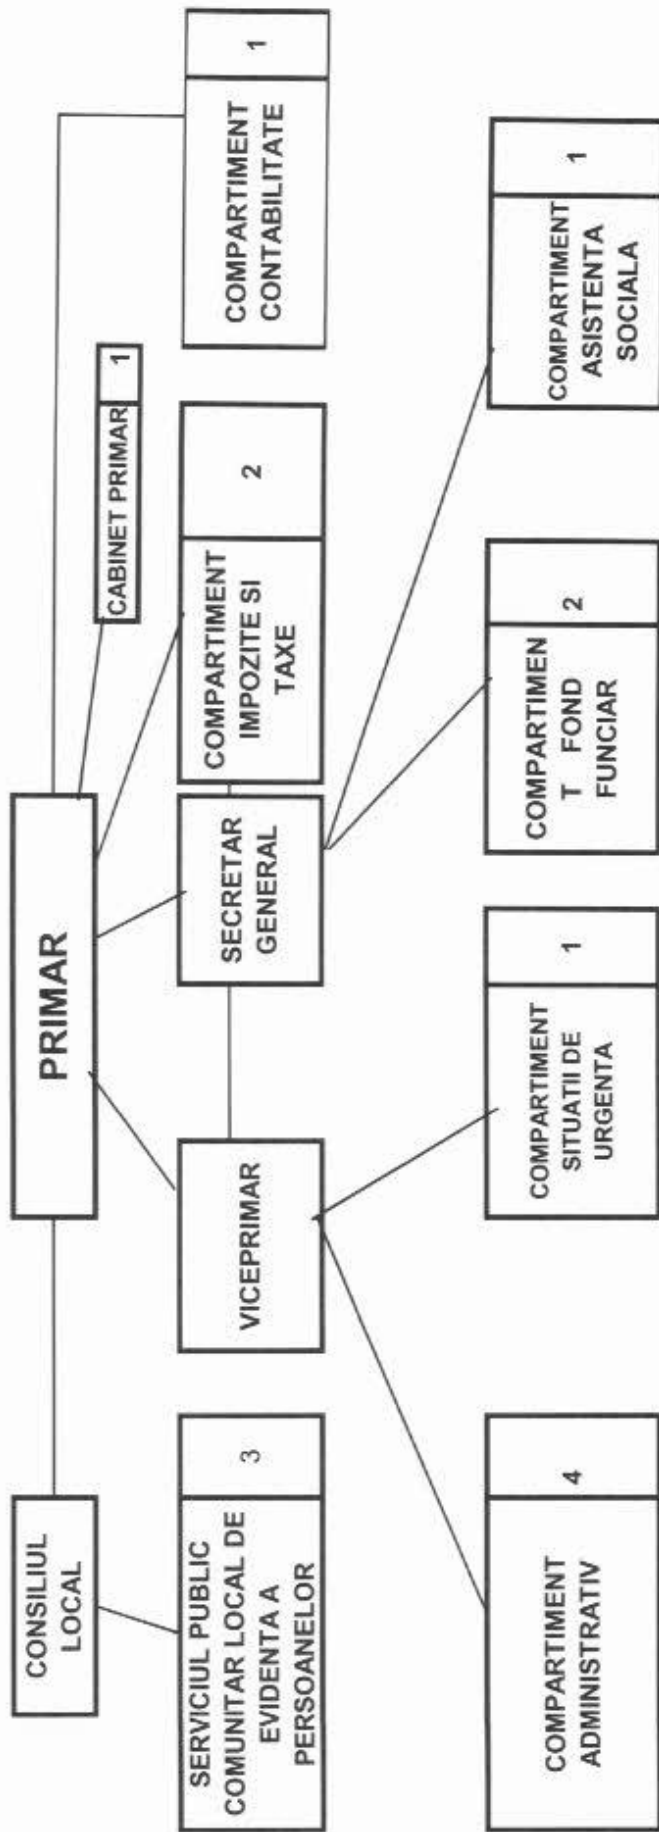 CONSILIUL
LOCAL
PRIMAR
CABINET PRIMAR 1
SERVICIUL PUBLIC
COMUNITAR LOCAL DE
EVIDENTA A
PERSOANELOR
3
VICEPRIMAR
SECRETAR
GENERAL
COMPARTIMENT
IMPOZITE SI
TAXE
2
COMPARTIMENT
CONTABILITATE
1
COMPARTIMENT
ADMINISTRATIV
4
COMPARTIMENT
SITUATII DE
URGENTA
1
COMPARTIMEN
T FOND
FUNCIAR
2
COMPARTIMENT
ASISTENTA
SOCIALA
1